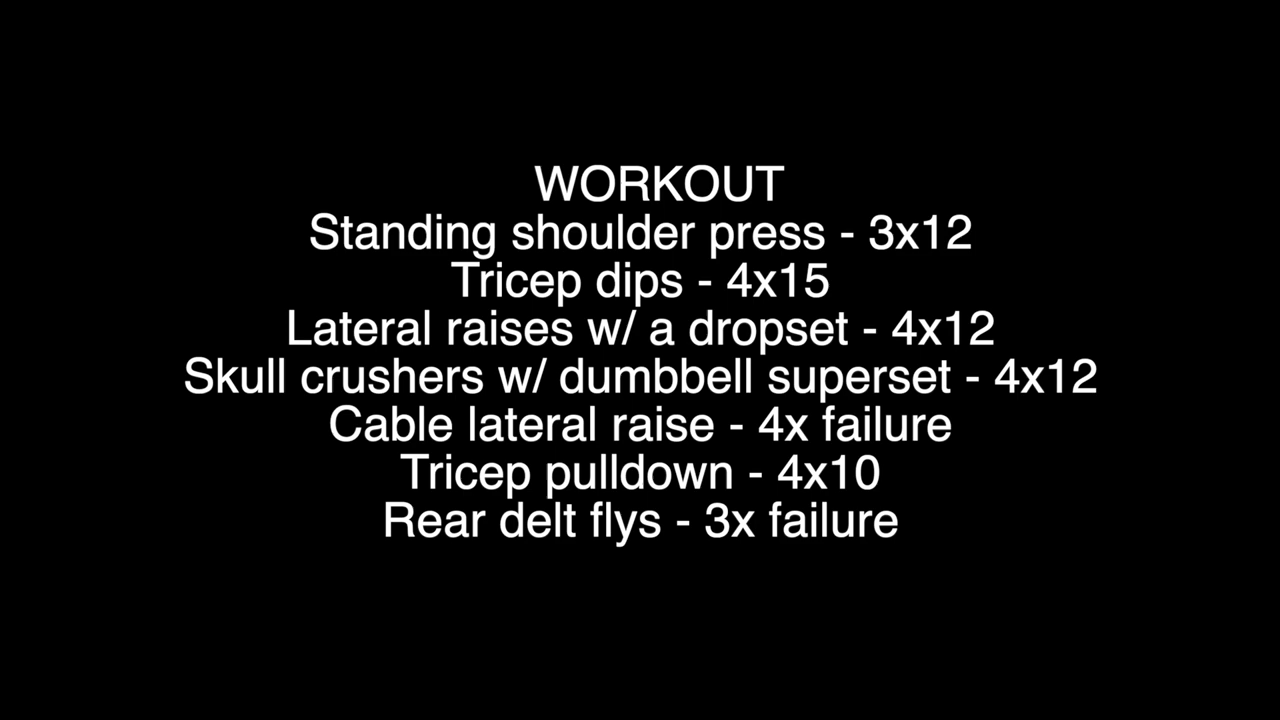 WORKOUT
Standing shoulder press - 3x12
Tricep dips - 4x15
Lateral raises w/ a dropset - 4x12
Skull crushers w/ dumbbell superset - 4x12
Cable lateral raise - 4x failure
Tricep pulldown - 4x10
Rear delt flys - 3x failure